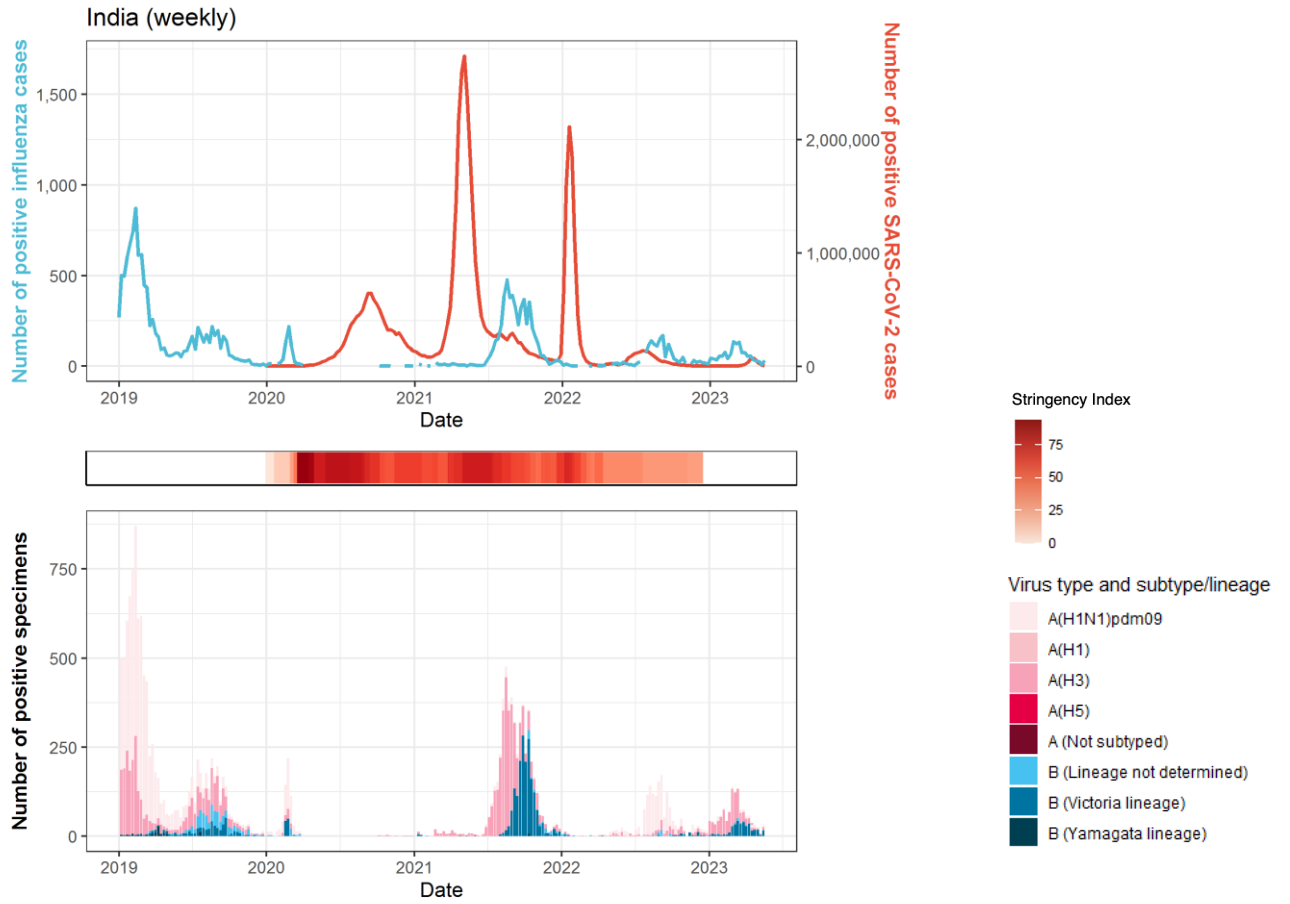 India (weekly)
Number of positive influenza cases
Number of positive SARS-CoV-2 cases
1,500
1,000
500
0
2,000,000
1,000,000
0
2019 2020 2021 2022 2023
Date
Stringency Index
75
50
25
0
Number of positive specimens
750
500
250
0
2019 2020 2021 2022 2023
Date
Virus type and subtype/lineage
A(H1N1)pdm09
A(H1)
A(H3)
A(H5)
A (Not subtyped)
B (Lineage not determined)
B (Victoria lineage)
B (Yamagata lineage)